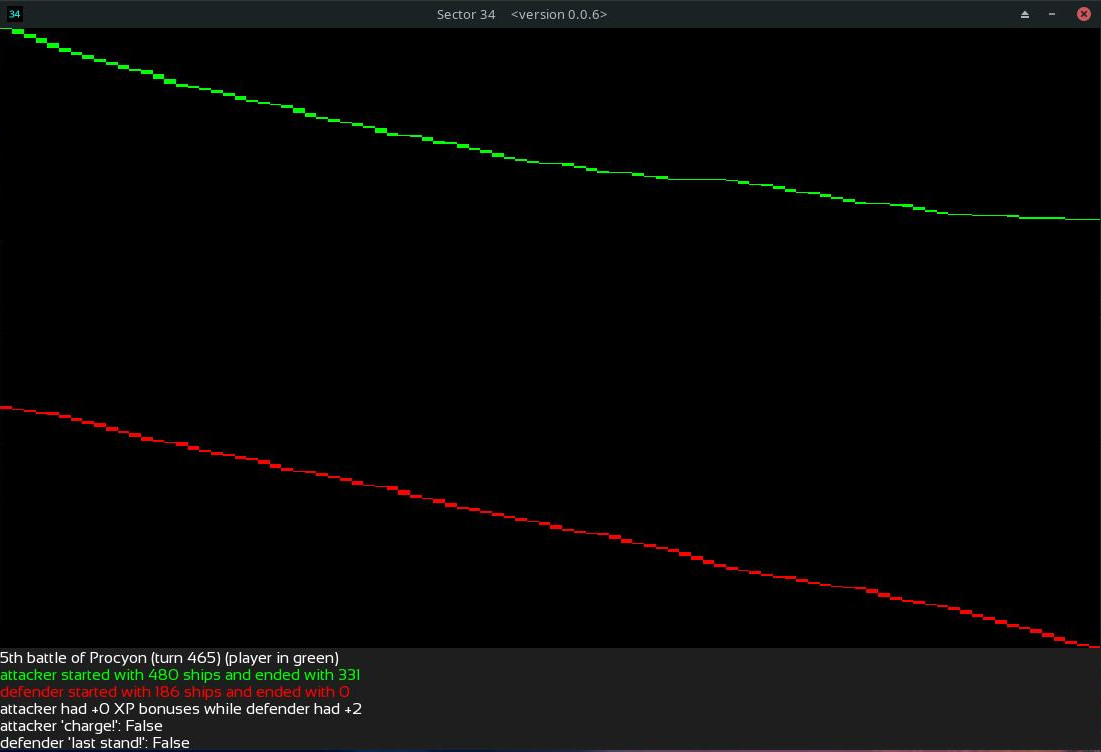 34
Sector 34 <version 0.0.6>
5th battle of Procyon (turn 465) (player in green)
attacker started with 480 ships and ended with 331
defender started with 186 ships and ended with 0
attacker had +0 XP bonuses while defender had +2
attacker 'charge!': False
defender 'last stand!': False